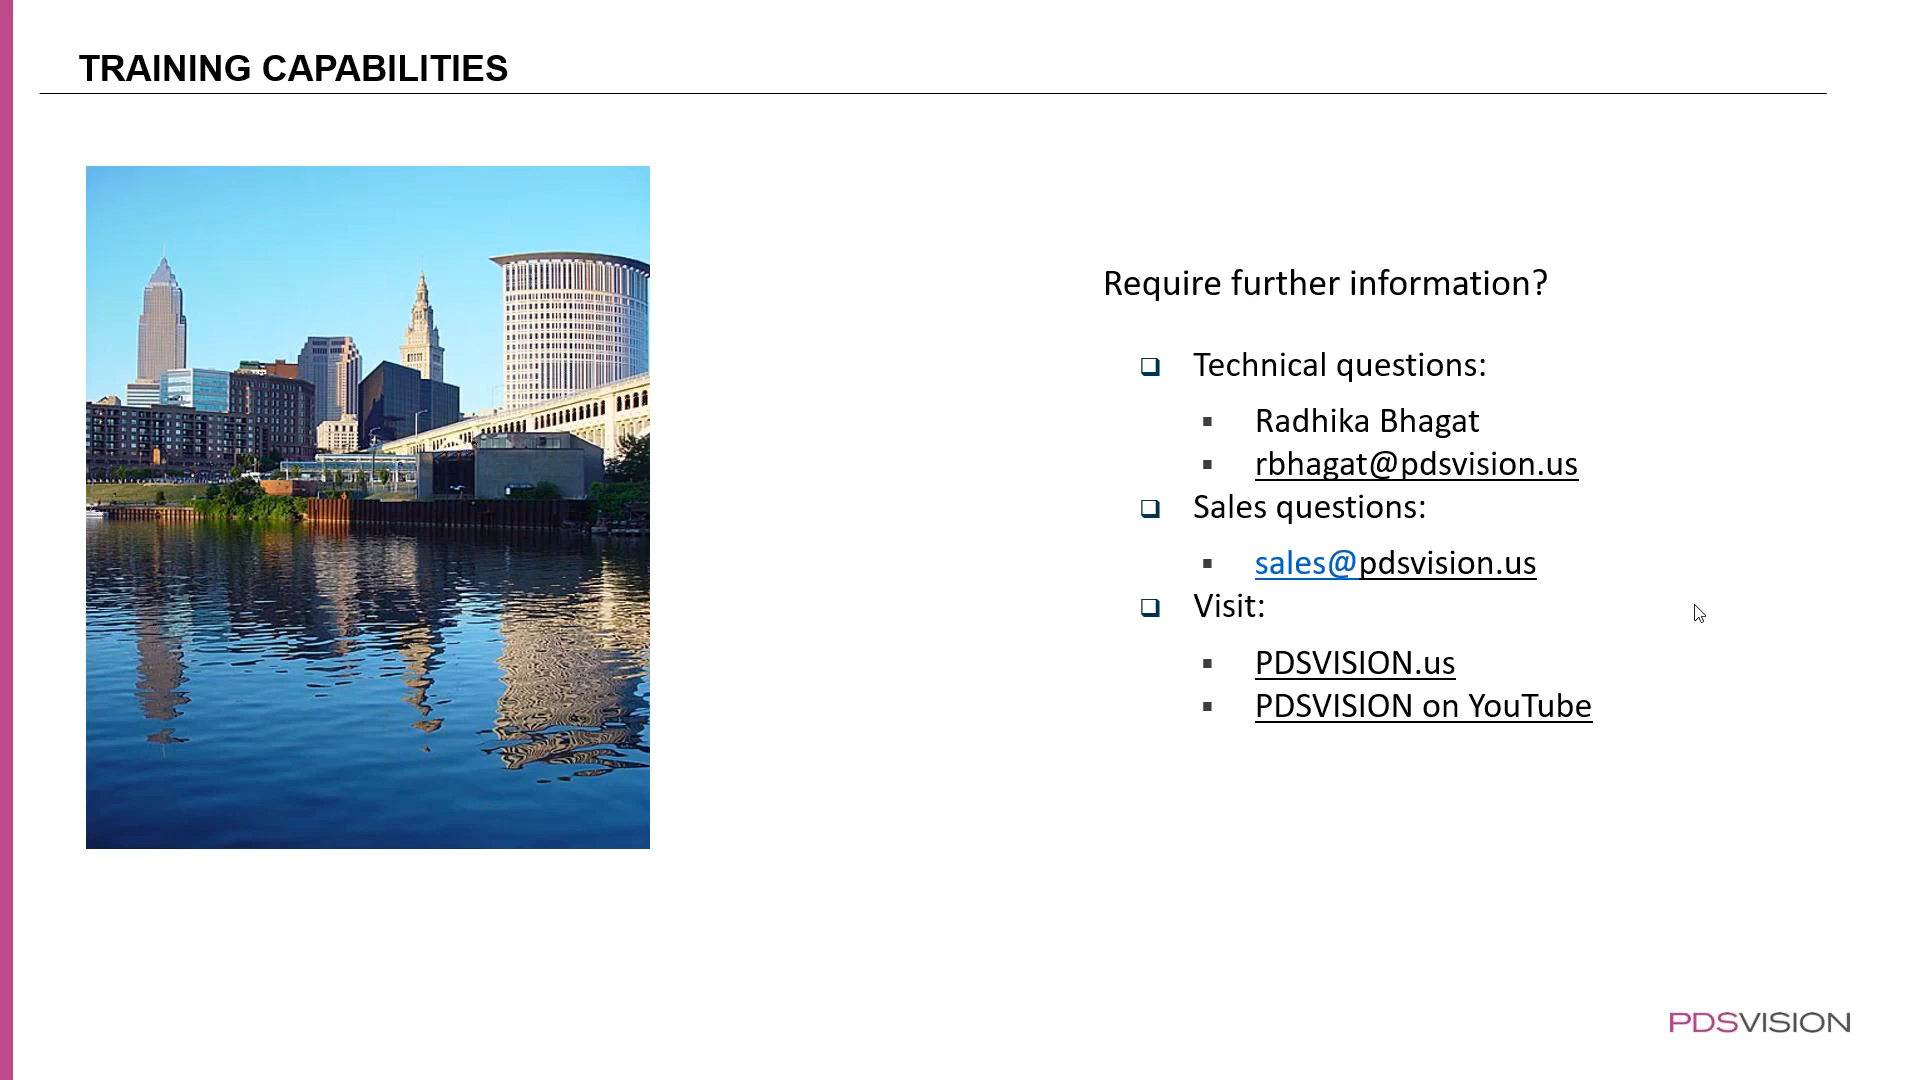 TRAINING CAPABILITIES
Require further information?
Technical questions:
Radhika Bhagat
rbhagat@pdsvision.us
Sales questions:
sales@pdsvision.us
Visit:
PDSVISION.us
PDSVISION on YouTube
PDSVISION